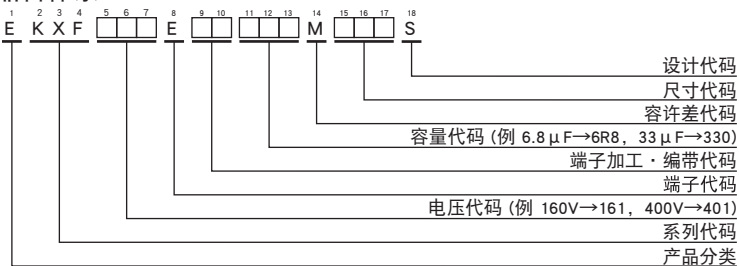 1 2 3 4 5 6 7 8 9 10 11 12 13 14 15 16 17 18
E K X F □□□ E □□ □□□ M □□□ S
设计代码
尺寸代码
容许差代码
容量代码 (例 6.8μF→6R8, 33μF→330)
端子加工・编带代码
端子代码
电压代码 (例 160V→161, 400V→401)
系列代码
产品分类